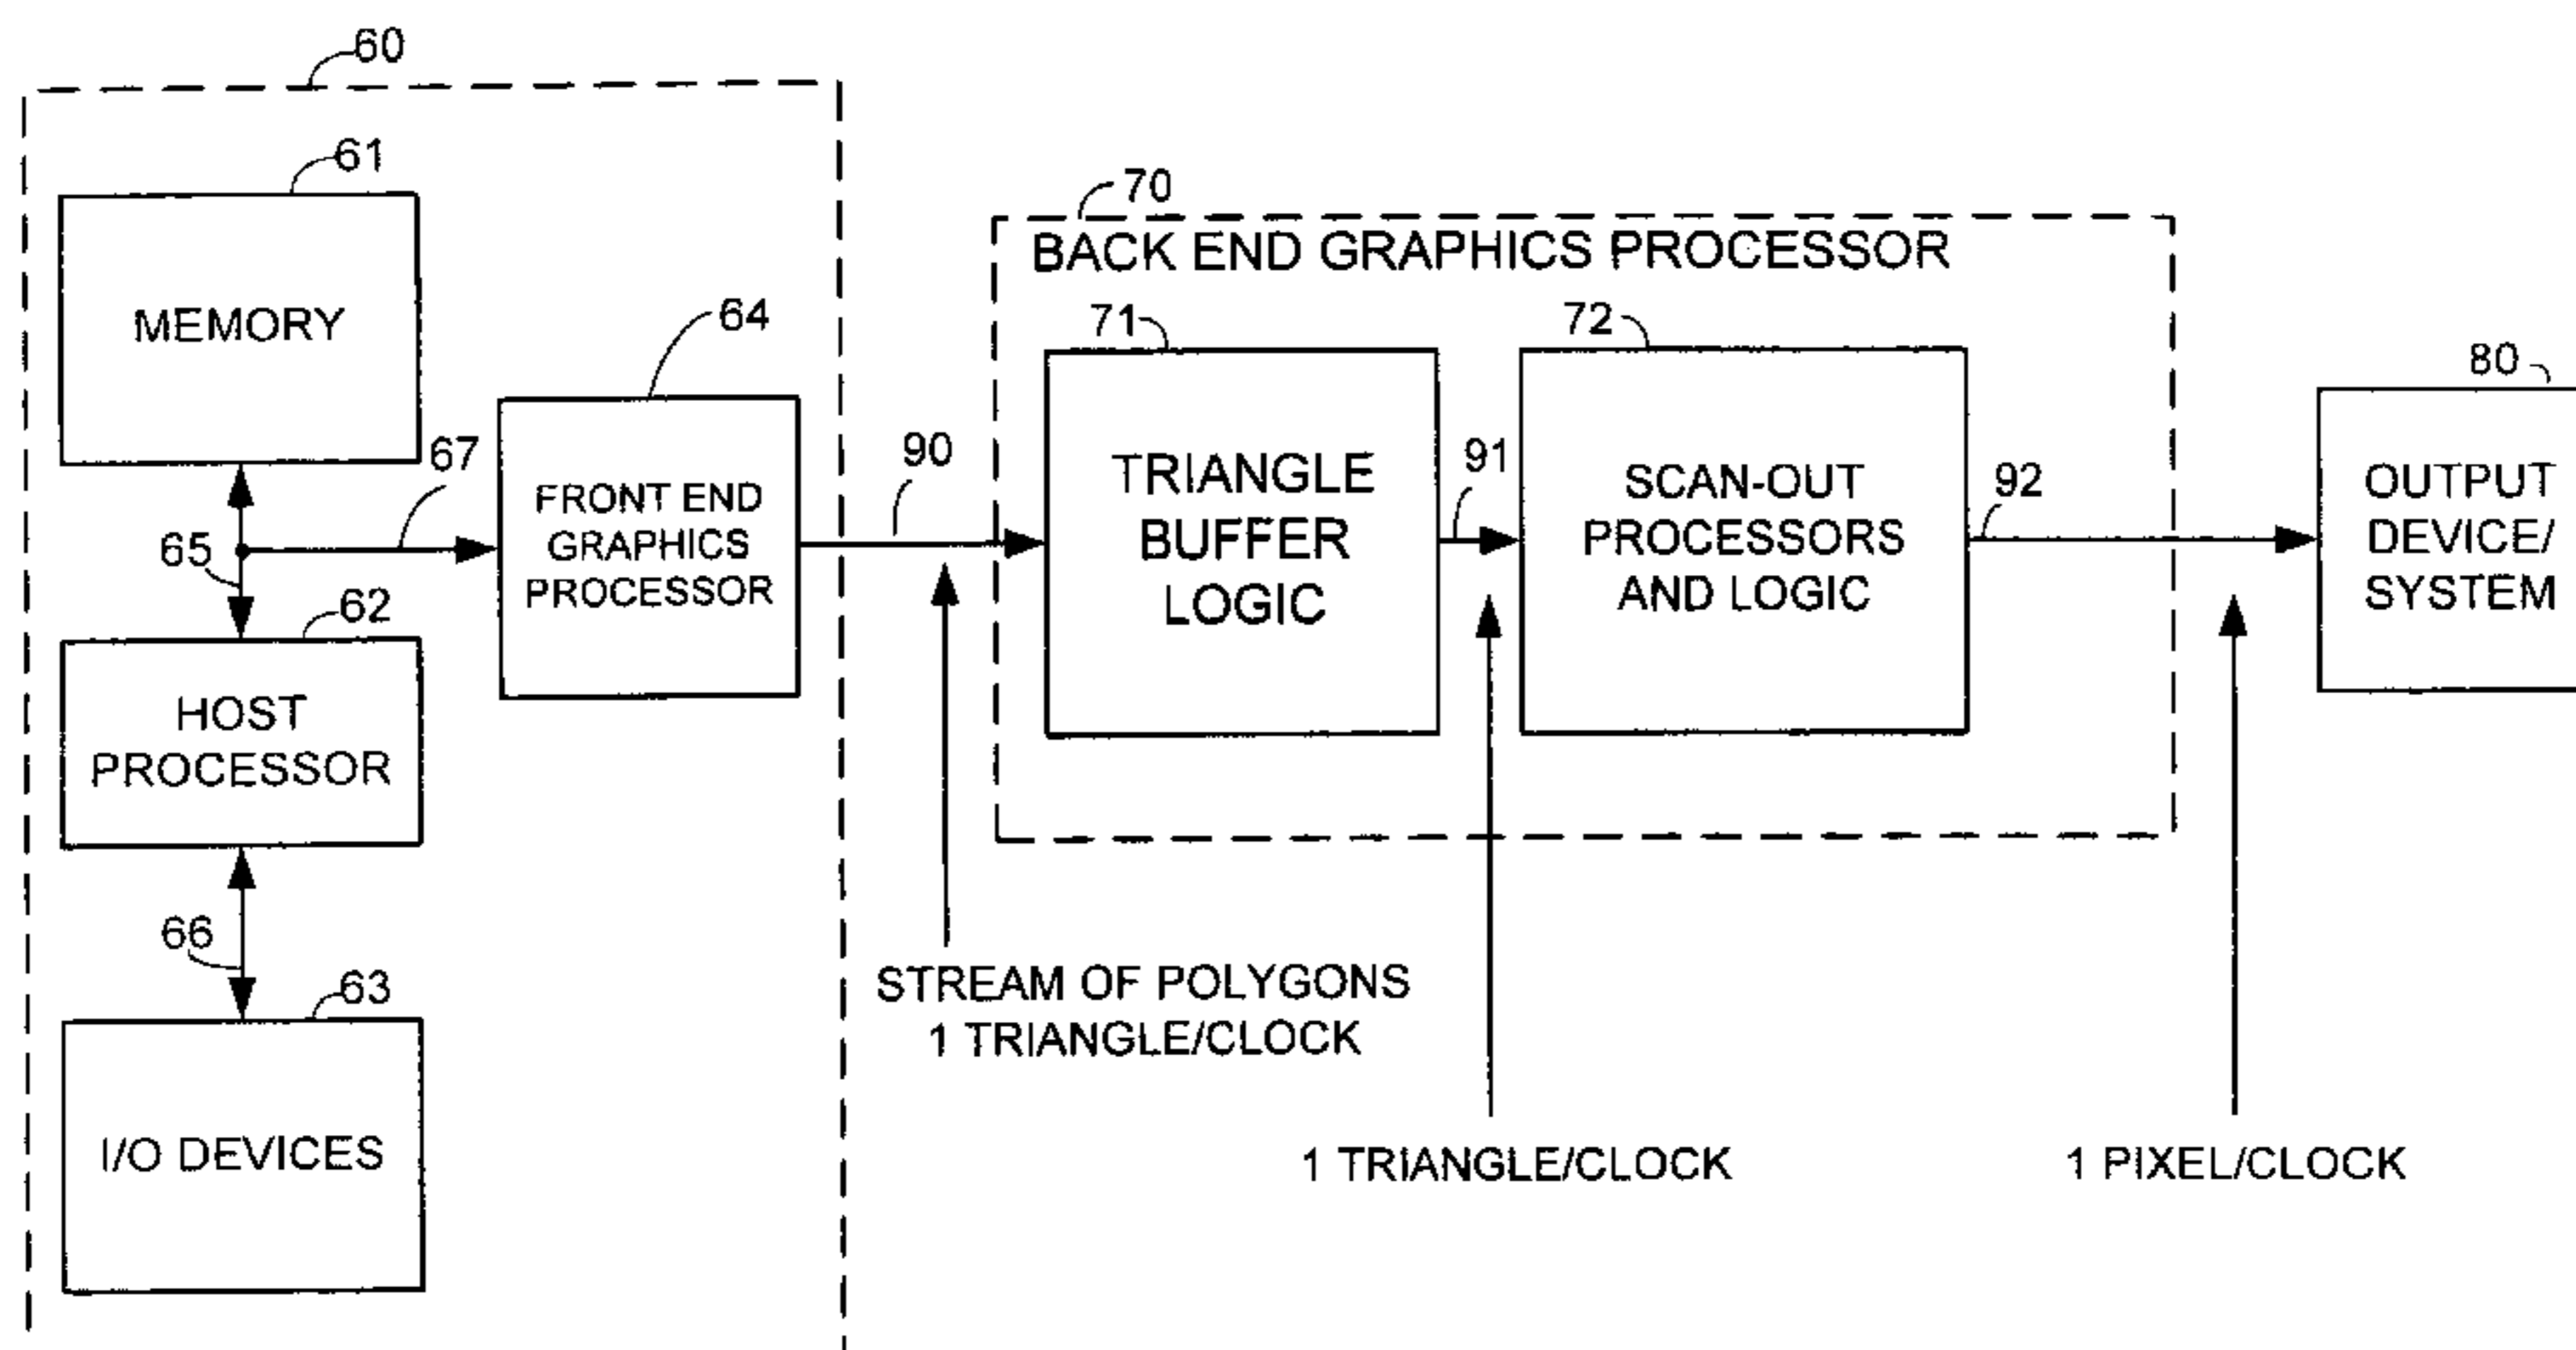 60
61
MEMORY
67
65
64
FRONT END
GRAPHICS
PROCESSOR
62
HOST
PROCESSOR
66
63
I/O DEVICES
90
STREAM OF POLYGONS
1 TRIANGLE/CLOCK
70
BACK END GRAPHICS PROCESSOR
71
TRIANGLE
BUFFER
LOGIC
91
1 TRIANGLE/CLOCK
72
SCAN-OUT
PROCESSORS
AND LOGIC
92
1 PIXEL/CLOCK
80
OUTPUT
DEVICE/
SYSTEM